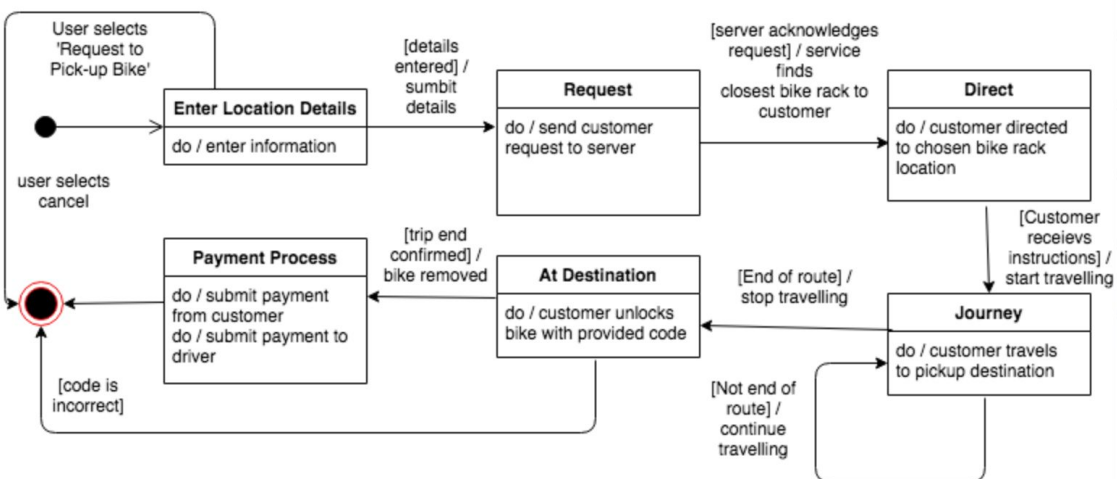 User selects
'Request to
Pick-up Bike'
Enter Location Details
do / enter information
[details
entered] /
sumbit
details
Request
do / send customer
request to server
[server acknowledges
request] / service
finds
closest bike rack to
customer
Direct
do / customer directed
to chosen bike rack
location
user selects
cancel
Payment Process
do / submit payment
from customer
do / submit payment to
driver
[trip end
confirmed] /
bike removed
At Destination
do / customer unlocks
bike with provided code
[End of route] /
stop travelling
[Customer
receievs
instructions] /
start travelling
Journey
do / customer travels
to pickup destination
[code is
incorrect]
[Not end of
route] /
continue
travelling